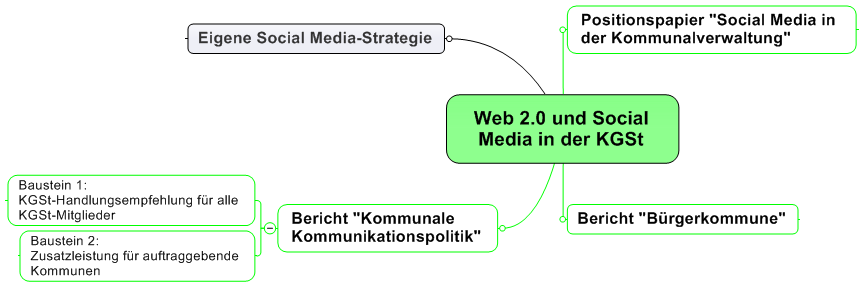 Eigene Social Media-Strategie
Positionspapier "Social Media in
der Kommunalverwaltung"
Web 2.0 und Social
Media in der KGSt
Bericht "Kommunale
Kommunikationspolitik"
Baustein 1:
KGSt-Handlungsempfehlung für alle
KGSt-Mitglieder
Baustein 2:
Zusatzleistung für auftraggebende
Kommunen
Bericht "Bürgerkommune"